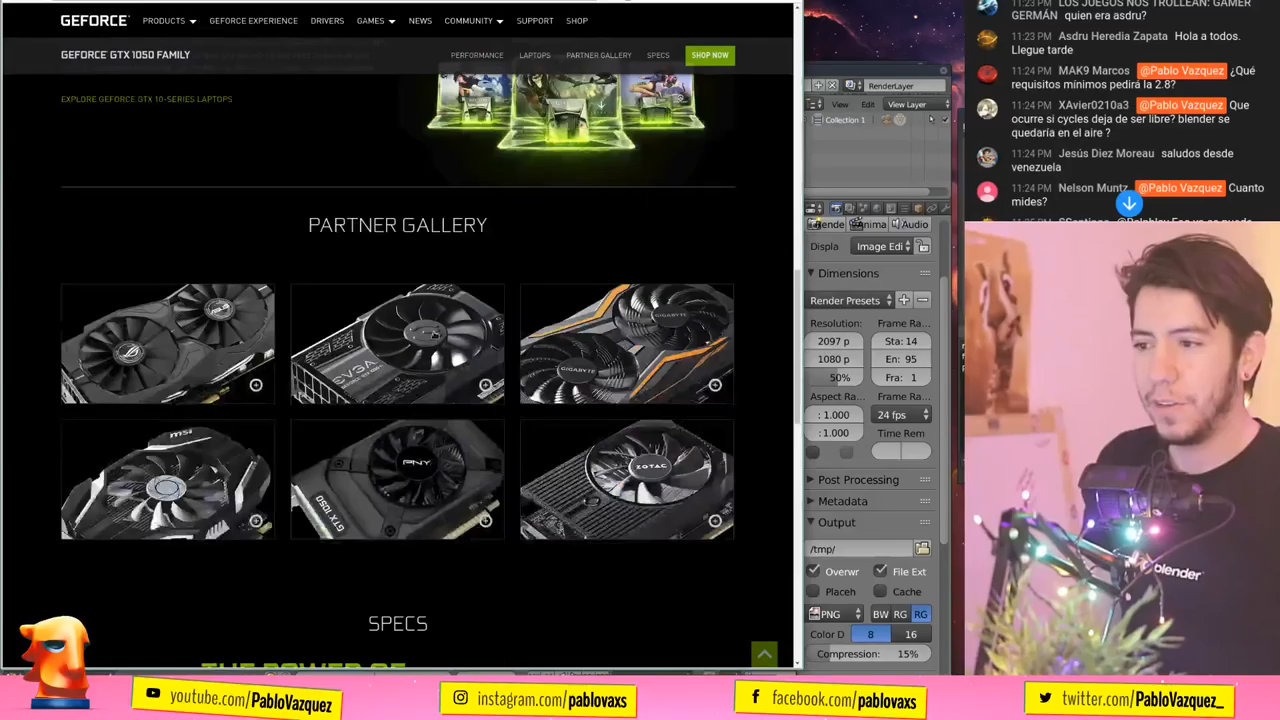 GEFORCE
PRODUCTS
GEFORCE EXPERIENCE
DRIVERS
GAMES
NEWS
COMMUNITY
SUPPORT
SHOP
GEFORCE GTX 1050 FAMILY
PERFORMANCE
LAPTOPS
PARTNER GALLERY
SPECS
SHOP NOW
EXPLORE GEFORCE GTX 10-SERIES LAPTOPS
PARTNER GALLERY
ASUS
EVGA
GIGABYTE
GIGABYTE
msi
PNY
GTX 1050
ZOTAC
SPECS
THE POWER OF
RenderLayer
View
Edit
View Layer
Collection 1
Anima
Audio
Displa
Image Edi
Dimensions
Render Presets
Resolution:
Frame Ra...
2097 p
Sta: 14
1080 p
En: 95
50%
Fra: 1
Aspect Ra...
Frame Ra...
: 1.000
24 fps
: 1.000
Time Rem
Post Processing
Metadata
Output
/tmp/
Overwr
File Ext
Placeh
Cache
PNG
BW
RG
RG
Color D
8
16
Compression:
15%
LOS JUEGOS NOS TROLLEAN: GAMER
GERMÁN quien era asdru?
11:23 PM Asdru Heredia Zapata Hola a todos.
Llegue tarde
11:24 PM MAK9 Marcos @Pablo Vazquez ¿Qué
requisitos mínimos pedirá la 2.8?
11:24 PM XAvier0210a3 @Pablo Vazquez Que
ocurre si cycles deja de ser libre? blender se
quedaría en el aire ?
11:24 PM Jesús Diez Moreau saludos desde
venezuela
11:24 PM Nelson Muntz @Pablo Vazquez Cuanto
mides?
blender
youtube.com/PabloVazquez
instagram.com/pablovaxs
facebook.com/pablovaxs
twitter.com/PabloVazquez_